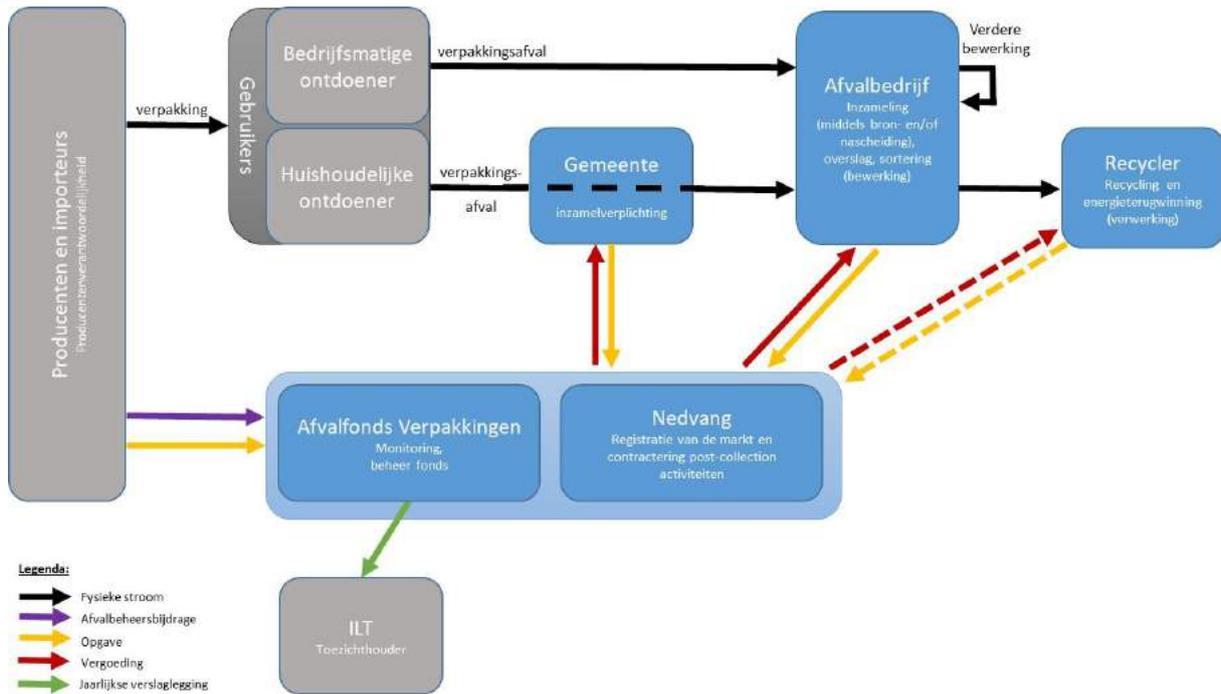 Producenten en importeurs
Producentenverantwoordelijkheid
verpakking
Gebruikers
Bedrijfsmatige
ontdoener
Huishoudelijke
ontdoener
verpakkingsafval
verpakkings-
afval
Gemeente
inzamelverplichting
Afvalbedrijf
Inzameling
(middels bron- en/of
nascheiding),
overslag, sortering
(bewerking)
Verdere
bewerking
Recycler
Recycling en
energieterugwinning
(verwerking)
Afvalfonds Verpakkingen
Monitoring,
beheer fonds
Nedvang
Registratie van de markt en
contractering post-collection
activiteiten
ILT
Toezichthouder
Legenda:
Fysieke stroom
Afvalbeheersbijdrage
Opgave
Vergoeding
Jaarlijkse verslaglegging